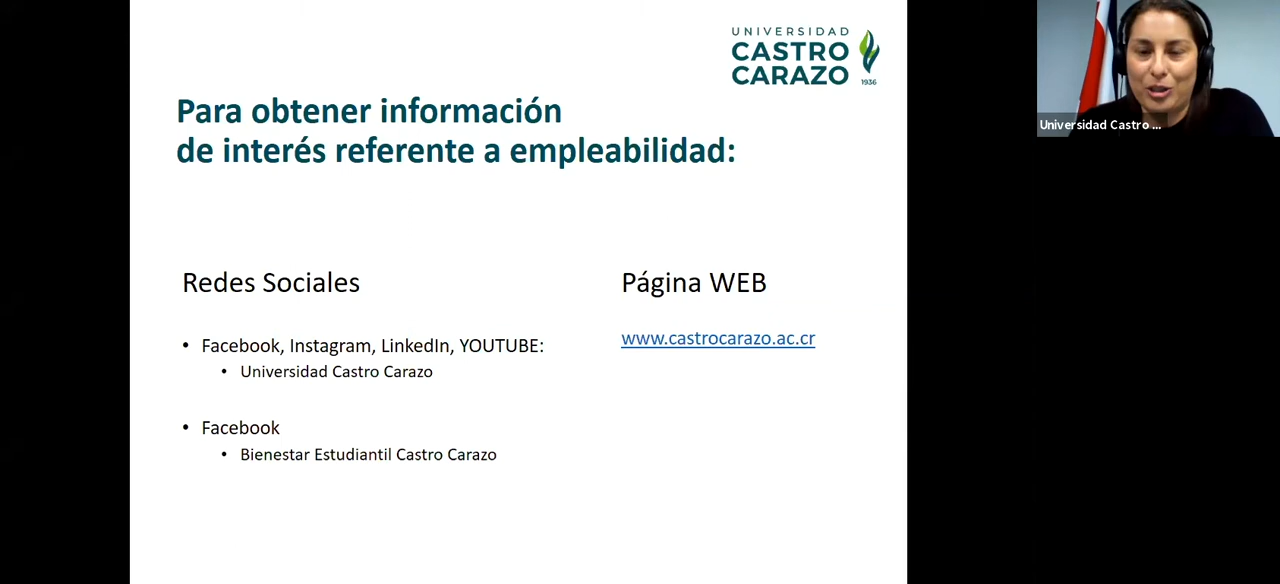 UNIVERSIDAD
CASTRO
CARAZO
1936
Para obtener información
de interés referente a empleabilidad:
Redes Sociales
• Facebook, Instagram, LinkedIn, YOUTUBE:
• Universidad Castro Carazo
• Facebook
• Bienestar Estudiantil Castro Carazo
Página WEB
www.castrocarazo.ac.cr
Universidad Castro ...